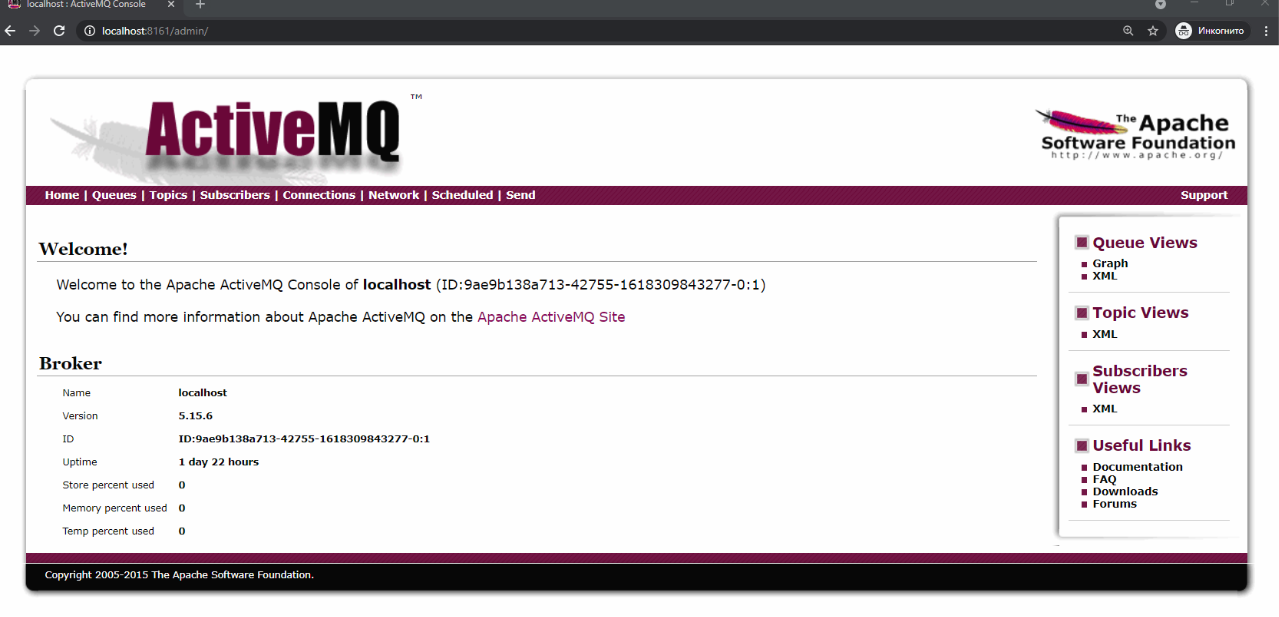 localhost : ActiveMQ Console
localhost:8161/admin/
Инкогнито
ActiveMQ ™
The Apache
Software Foundation
http://www.apache.org/
Home | Queues | Topics | Subscribers | Connections | Network | Scheduled | Send
Support
Welcome!
Welcome to the Apache ActiveMQ Console of localhost (ID:9ae9b138a713-42755-1618309843277-0:1)
You can find more information about Apache ActiveMQ on the Apache ActiveMQ Site
Broker
Name localhost
Version 5.15.6
ID ID:9ae9b138a713-42755-1618309843277-0:1
Uptime 1 day 22 hours
Store percent used 0
Memory percent used 0
Temp percent used 0
Queue Views
Graph
XML
Topic Views
XML
Subscribers
Views
XML
Useful Links
Documentation
FAQ
Downloads
Forums
Copyright 2005-2015 The Apache Software Foundation.